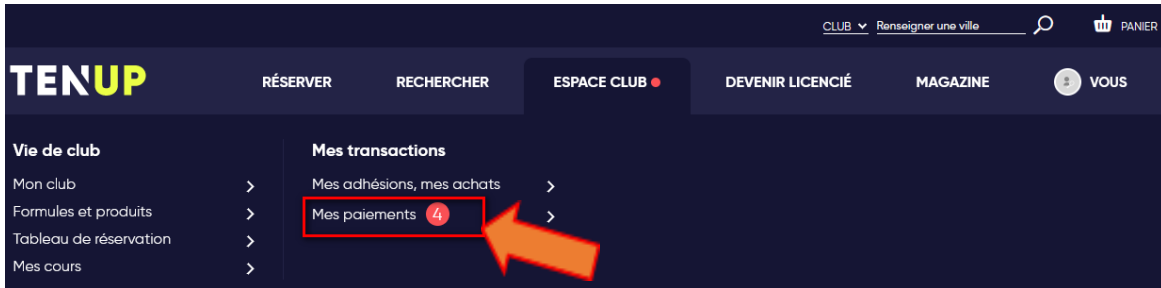 CLUB Renseigner une ville PANIER
TENUP RÉSERVER RECHERCHER ESPACE CLUB DEVENIR LICENCIÉ MAGAZINE VOUS
Vie de club
Mon club
Formules et produits
Tableau de réservation
Mes cours
Mes transactions
Mes adhésions, mes achats
Mes paiements 4